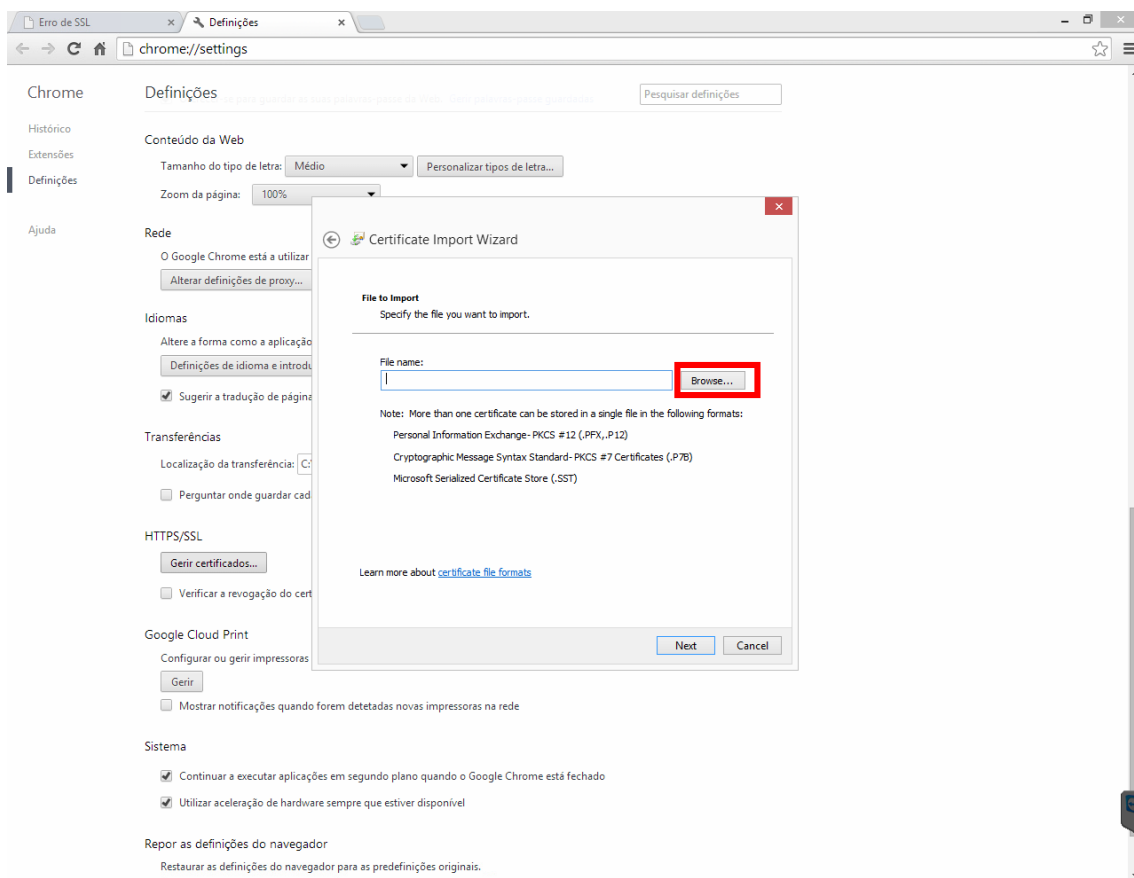 Erro de SSL
Definições
chrome://settings
Chrome
Definições
Pesquisar definições
Histórico
Extensões
Definições
Ajuda
Conteúdo da Web
Tamanho do tipo de letra: Médio Personalizar tipos de letra...
Zoom da página: 100%
Rede
O Google Chrome está a utilizar
Alterar definições de proxy...
Idiomas
Altere a forma como a aplicação
Definições de idioma e introdu
Sugerir a tradução de página
Transferências
Localização da transferência: C:
Perguntar onde guardar cad
HTTPS/SSL
Gerir certificados...
Verificar a revogação do cert
Google Cloud Print
Configurar ou gerir impressoras
Gerir
Mostrar notificações quando forem detetadas novas impressoras na rede
Sistema
Continuar a executar aplicações em segundo plano quando o Google Chrome está fechado
Utilizar aceleração de hardware sempre que estiver disponível
Repor as definições do navegador
Restaurar as definições do navegador para as predefinições originais.
Certificate Import Wizard
File to Import
Specify the file you want to import.
File name:
Browse...
Note: More than one certificate can be stored in a single file in the following formats:
Personal Information Exchange- PKCS #12 (.PFX,.P12)
Cryptographic Message Syntax Standard- PKCS #7 Certificates (.P7B)
Microsoft Serialized Certificate Store (.SST)
Learn more about certificate file formats
Next Cancel